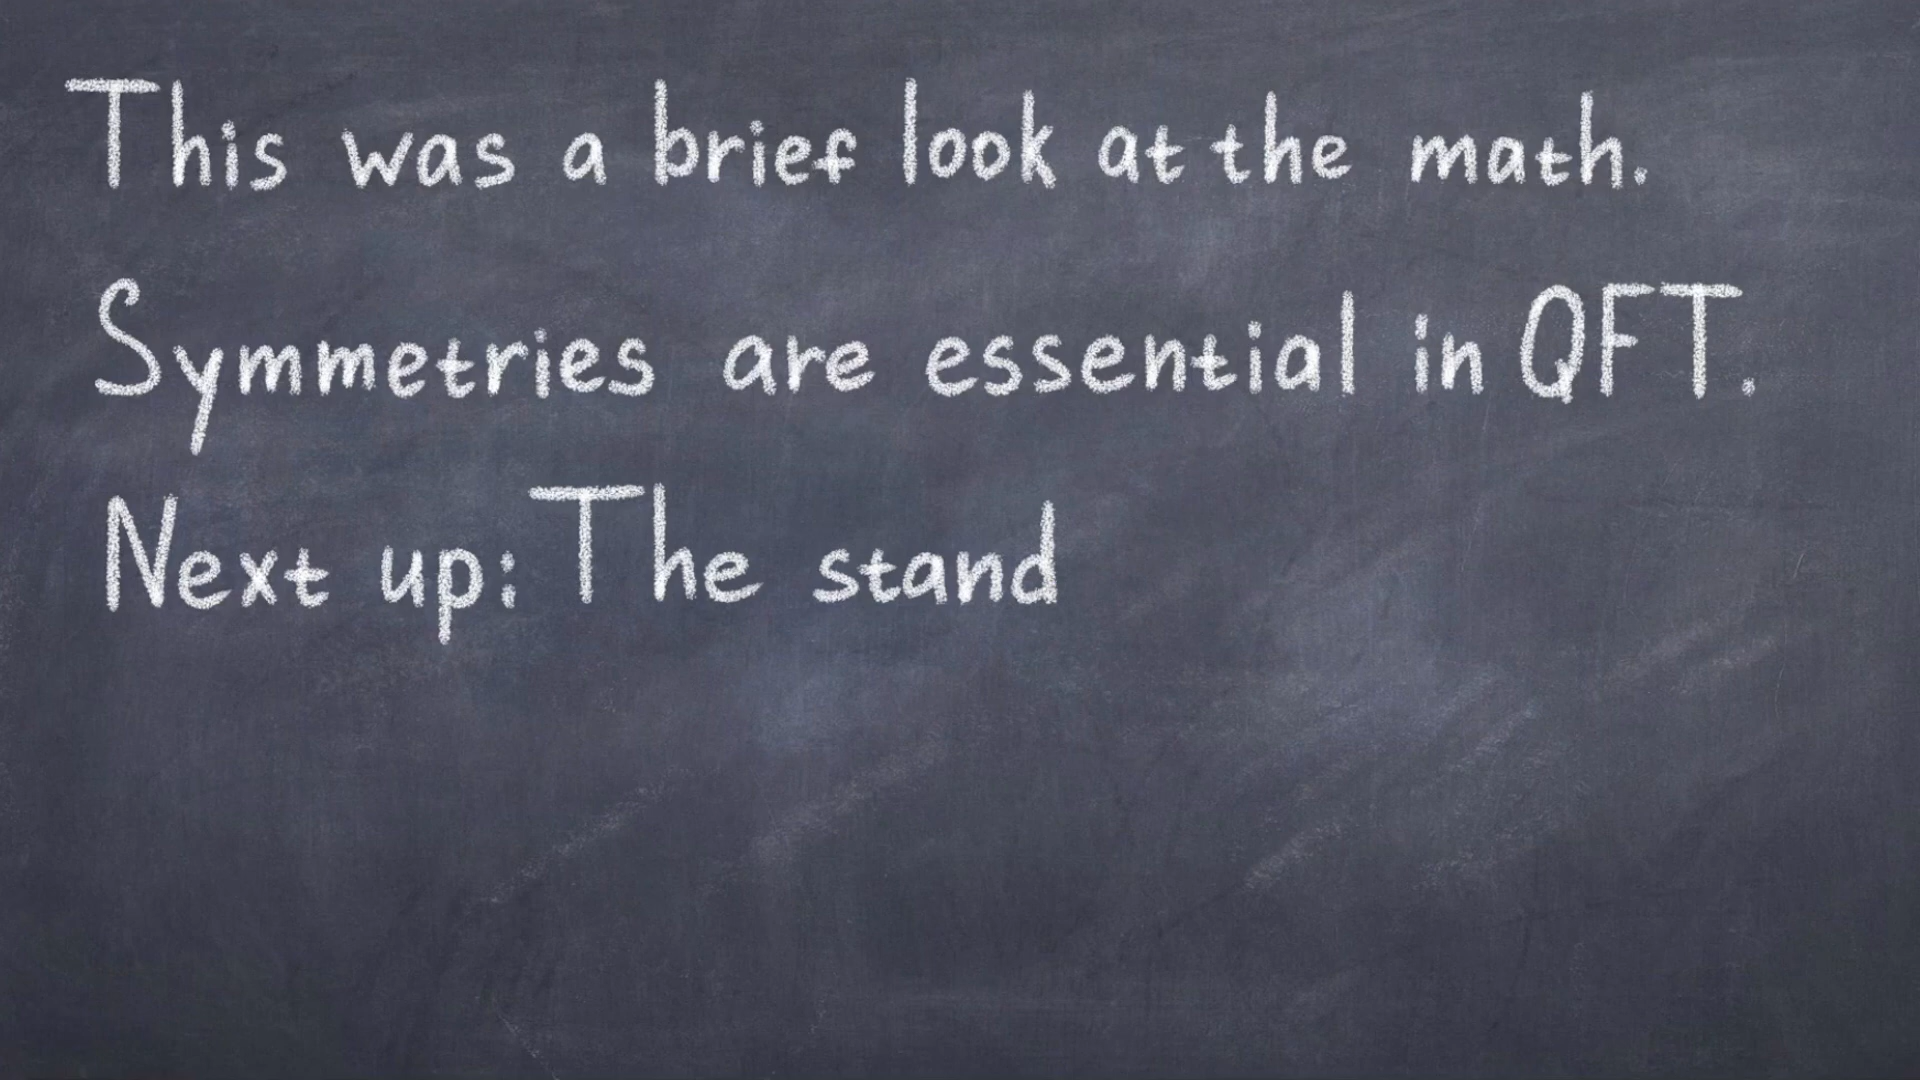 This was a brief look at the math.
Symmetries are essential in QFT.
Next up: The stand